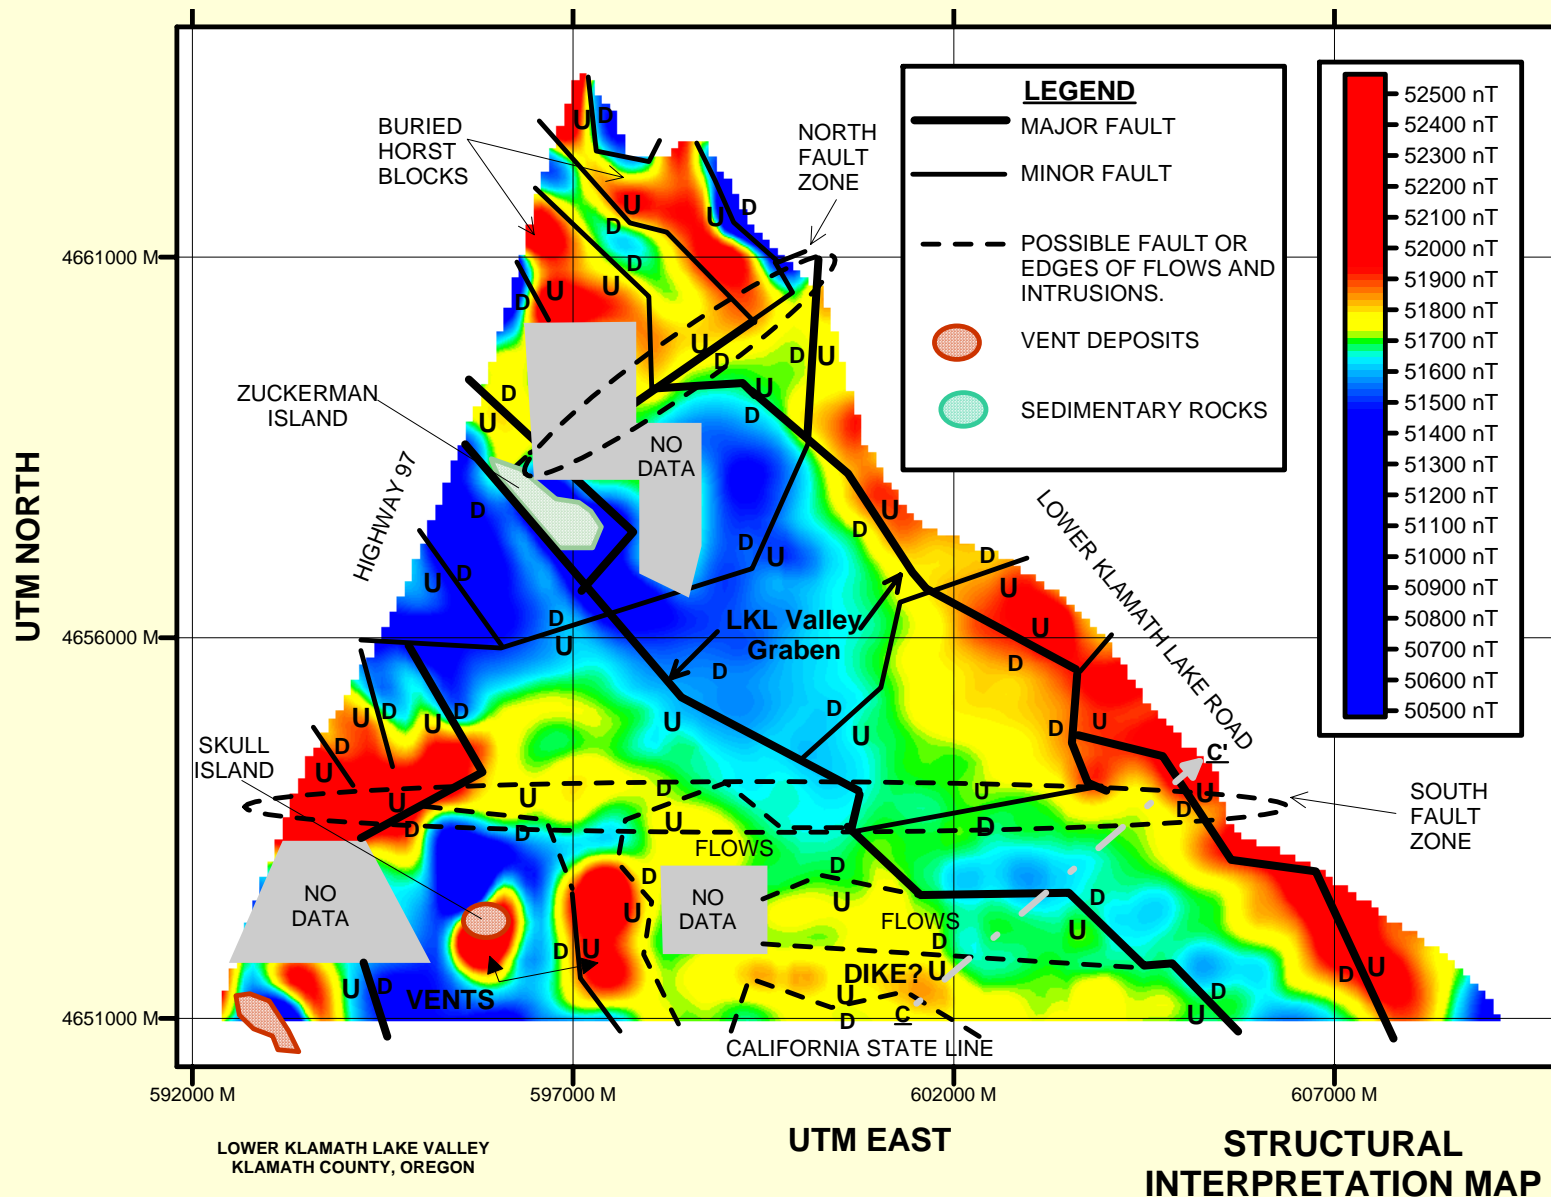 LEGEND
MAJOR FAULT
MINOR FAULT
POSSIBLE FAULT OR
EDGES OF FLOWS AND
INTRUSIONS.
VENT DEPOSITS
SEDIMENTARY ROCKS
52500 nT
52400 nT
52300 nT
52200 nT
52100 nT
52000 nT
51900 nT
51800 nT
51700 nT
51600 nT
51500 nT
51400 nT
51300 nT
51200 nT
51100 nT
51000 nT
50900 nT
50800 nT
50700 nT
50600 nT
50500 nT
BURIED
HORST
BLOCKS
NORTH
FAULT
ZONE
U
D
U
D
U
D
U
D
D
U
U
D
U
D
U
D
U
D
U
D
U
D
4661000 M
ZUCKERMAN
ISLAND
NO
DATA
HIGHWAY 97
UTM NORTH
D
U
D
U
D
D
U
D
U
D
U
D
U
LOWER KLAMATH LAKE ROAD
4656000 M
LKL Valley
Graben
D
U
D
U
D
U
D
U
D
U
D
U
D
U
SKULL
ISLAND
C'
SOUTH
FAULT
ZONE
U
D
U
D
D
U
U
D
U
D
U
D
FLOWS
NO
DATA
NO
DATA
FLOWS
D
U
D
U
D
U
D
U
D
U
D
U
U
D
U
D
U
D
VENTS
DIKE?
C
4651000 M
CALIFORNIA STATE LINE
592000 M
597000 M
602000 M
607000 M
UTM EAST
LOWER KLAMATH LAKE VALLEY
KLAMATH COUNTY, OREGON
STRUCTURAL
INTERPRETATION MAP